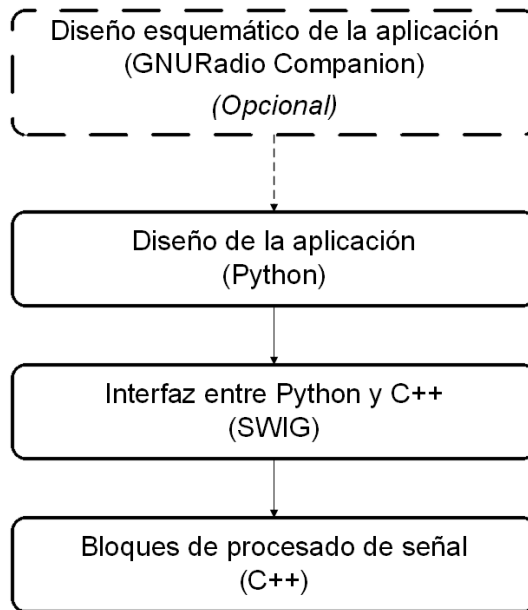 Diseño esquemático de la aplicación
(GNURadio Companion)
(Opcional)
Diseño de la aplicación
(Python)
Interfaz entre Python y C++
(SWIG)
Bloques de procesado de señal
(C++)